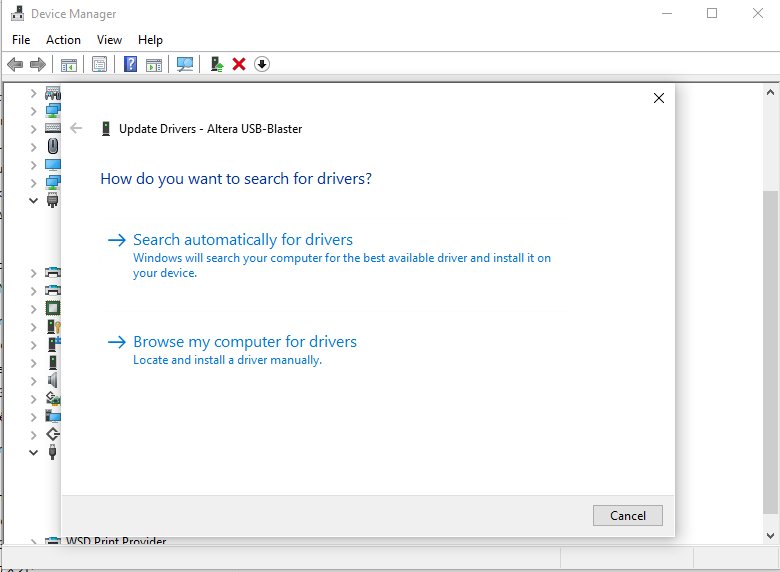 Device Manager
File Action View Help
Update Drivers - Altera USB-Blaster
How do you want to search for drivers?
Search automatically for drivers
Windows will search your computer for the best available driver and install it on
your device.
Browse my computer for drivers
Locate and install a driver manually.
Cancel
WSD Print Provider